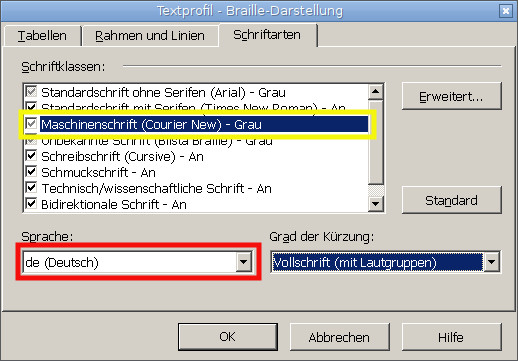 Textprofil - Braille-Darstellung
Tabellen
Rahmen und Linien
Schriftarten
Schriftklassen:
Standardschrift ohne Serifen (Arial) - Grau
Standardschrift mit Serifen (Times New Roman) - An
Maschinenschrift (Courier New) - Grau
Unbekannte Schrift (Blista Braille) - Grau
Schreibschrift (Cursive) - An
Schmuckschrift - An
Technisch/wissenschaftliche Schrift - An
Bidirektionale Schrift - An
Erweitert...
Standard
Sprache:
Grad der Kürzung:
de (Deutsch)
Vollschrift (mit Lautgruppen)
OK
Abbrechen
Hilfe